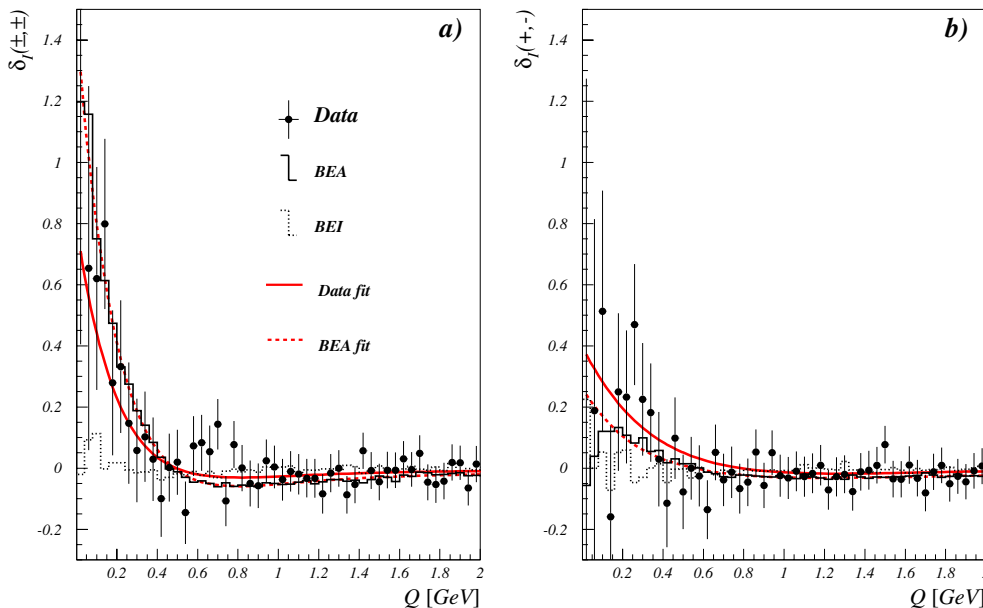 δI(±,±)
a)
1.4
1.2
1
0.8
0.6
0.4
0.2
0
-0.2
Data
BEA
BEI
Data fit
BEA fit
0.2 0.4 0.6 0.8 1 1.2 1.4 1.6 1.8 2
Q [GeV]
δI(+,-)
b)
1.4
1.2
1
0.8
0.6
0.4
0.2
0
-0.2
0.2 0.4 0.6 0.8 1 1.2 1.4 1.6 1.8 2
Q [GeV]